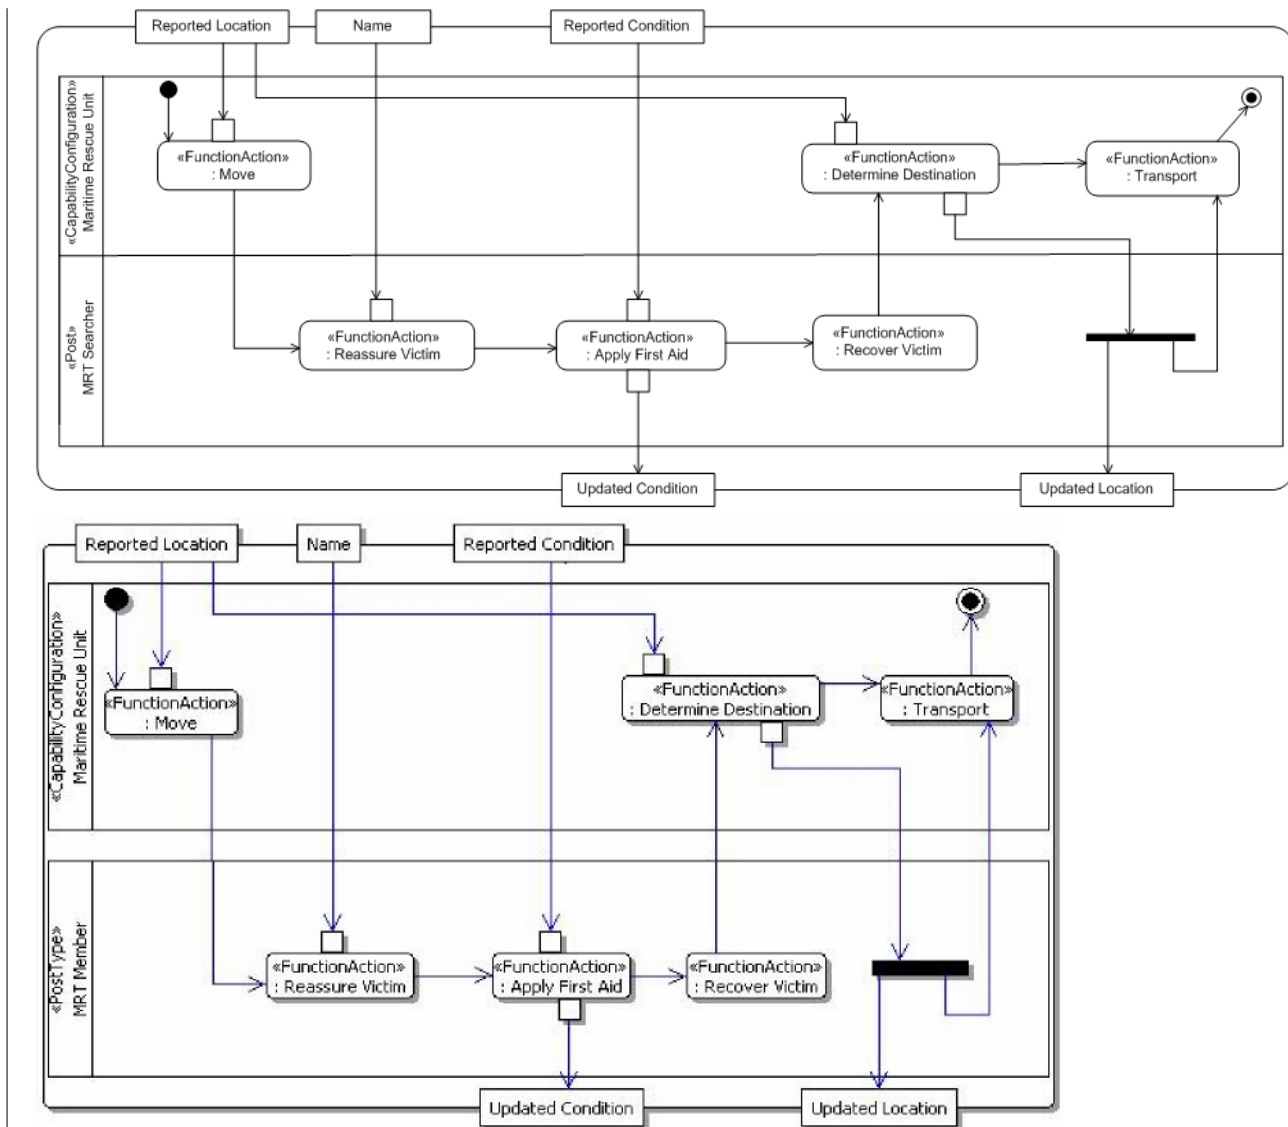 Reported Location
Name
Reported Condition
«CapabilityConfiguration»
Maritime Rescue Unit
«FunctionAction»
: Move
«FunctionAction»
: Determine Destination
«FunctionAction»
: Transport
«Post»
MRT Searcher
«FunctionAction»
: Reassure Victim
«FunctionAction»
: Apply First Aid
«FunctionAction»
: Recover Victim
Updated Condition
Updated Location
Reported Location
Name
Reported Condition
«CapabilityConfiguration»
Maritime Rescue Unit
«FunctionAction»
: Move
«FunctionAction»
: Determine Destination
«FunctionAction»
: Transport
«PostType»
MRT Member
«FunctionAction»
: Reassure Victim
«FunctionAction»
: Apply First Aid
«FunctionAction»
: Recover Victim
Updated Condition
Updated Location